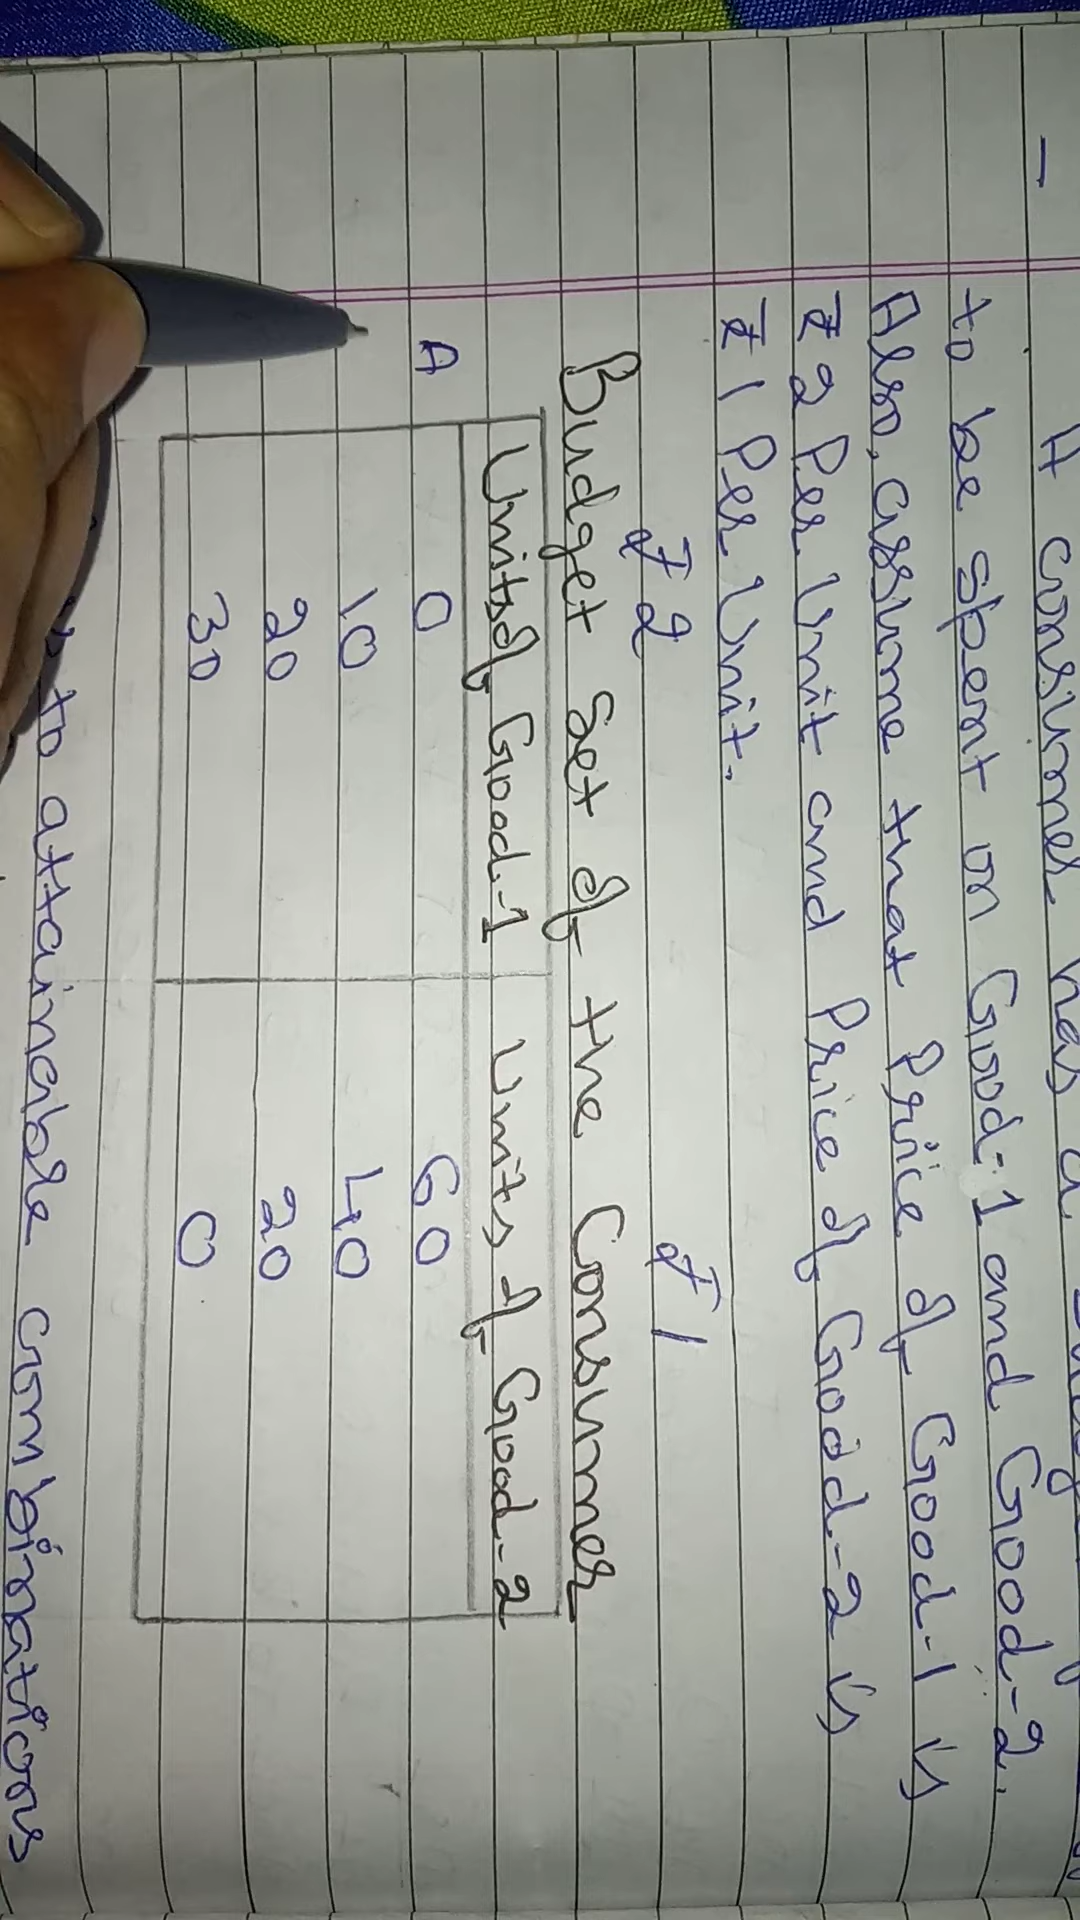 A consumer has a
to be spent on Good-1 and Good-2.
Also, assume that Price of Good-1 is
₹ 2 Per Unit and Price of Good-2 is
₹ 1 Per Unit.
₹ 2 ₹ 1
Budget Set of the Consumer
Units of Good-1 Units of Good-2
A 0 60
10 40
20 20
30 0
to attainable combinations